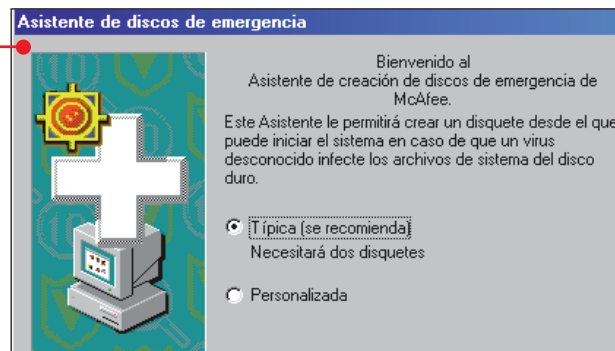 Asistente de discos de emergencia
Bienvenido al
Asistente de creación de discos de emergencia de
McAfee.
Este Asistente le permitirá crear un disquete desde el que
puede iniciar el sistema en caso de que un virus
desconocido infecte los archivos de sistema del disco
duro.
Típica (se recomienda)
Necesitará dos disquetes
Personalizada